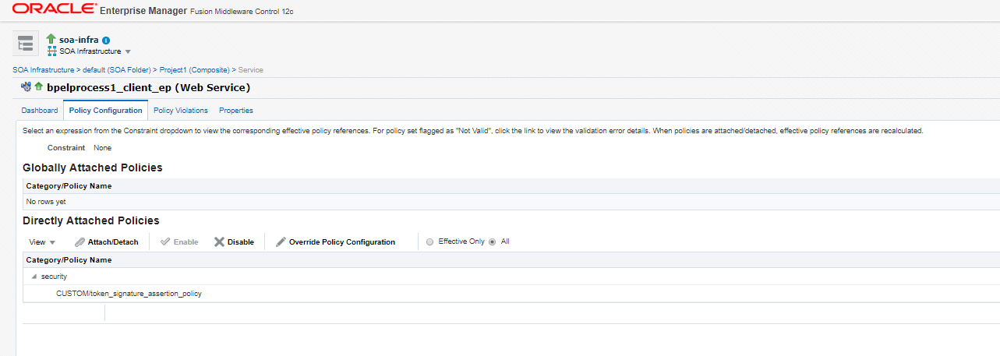 ORACLE Enterprise Manager Fusion Middleware Control 12c
soa-infra
SOA Infrastructure
SOA Infrastructure > default (SOA Folder) > Project1 (Composite) > Service
bpelprocess1_client_ep (Web Service)
Dashboard Policy Configuration Policy Violations Properties
Select an expression from the Constraint dropdown to view the corresponding effective policy references. For policy set flagged as "Not Valid", click the link to view the validation error details. When policies are attached/detached, effective policy references are recalculated.
Constraint None
Globally Attached Policies
Category/Policy Name
No rows yet
Directly Attached Policies
View Attach/Detach Enable Disable Override Policy Configuration Effective Only All
Category/Policy Name
security
CUSTOM/token_signature_assertion_policy